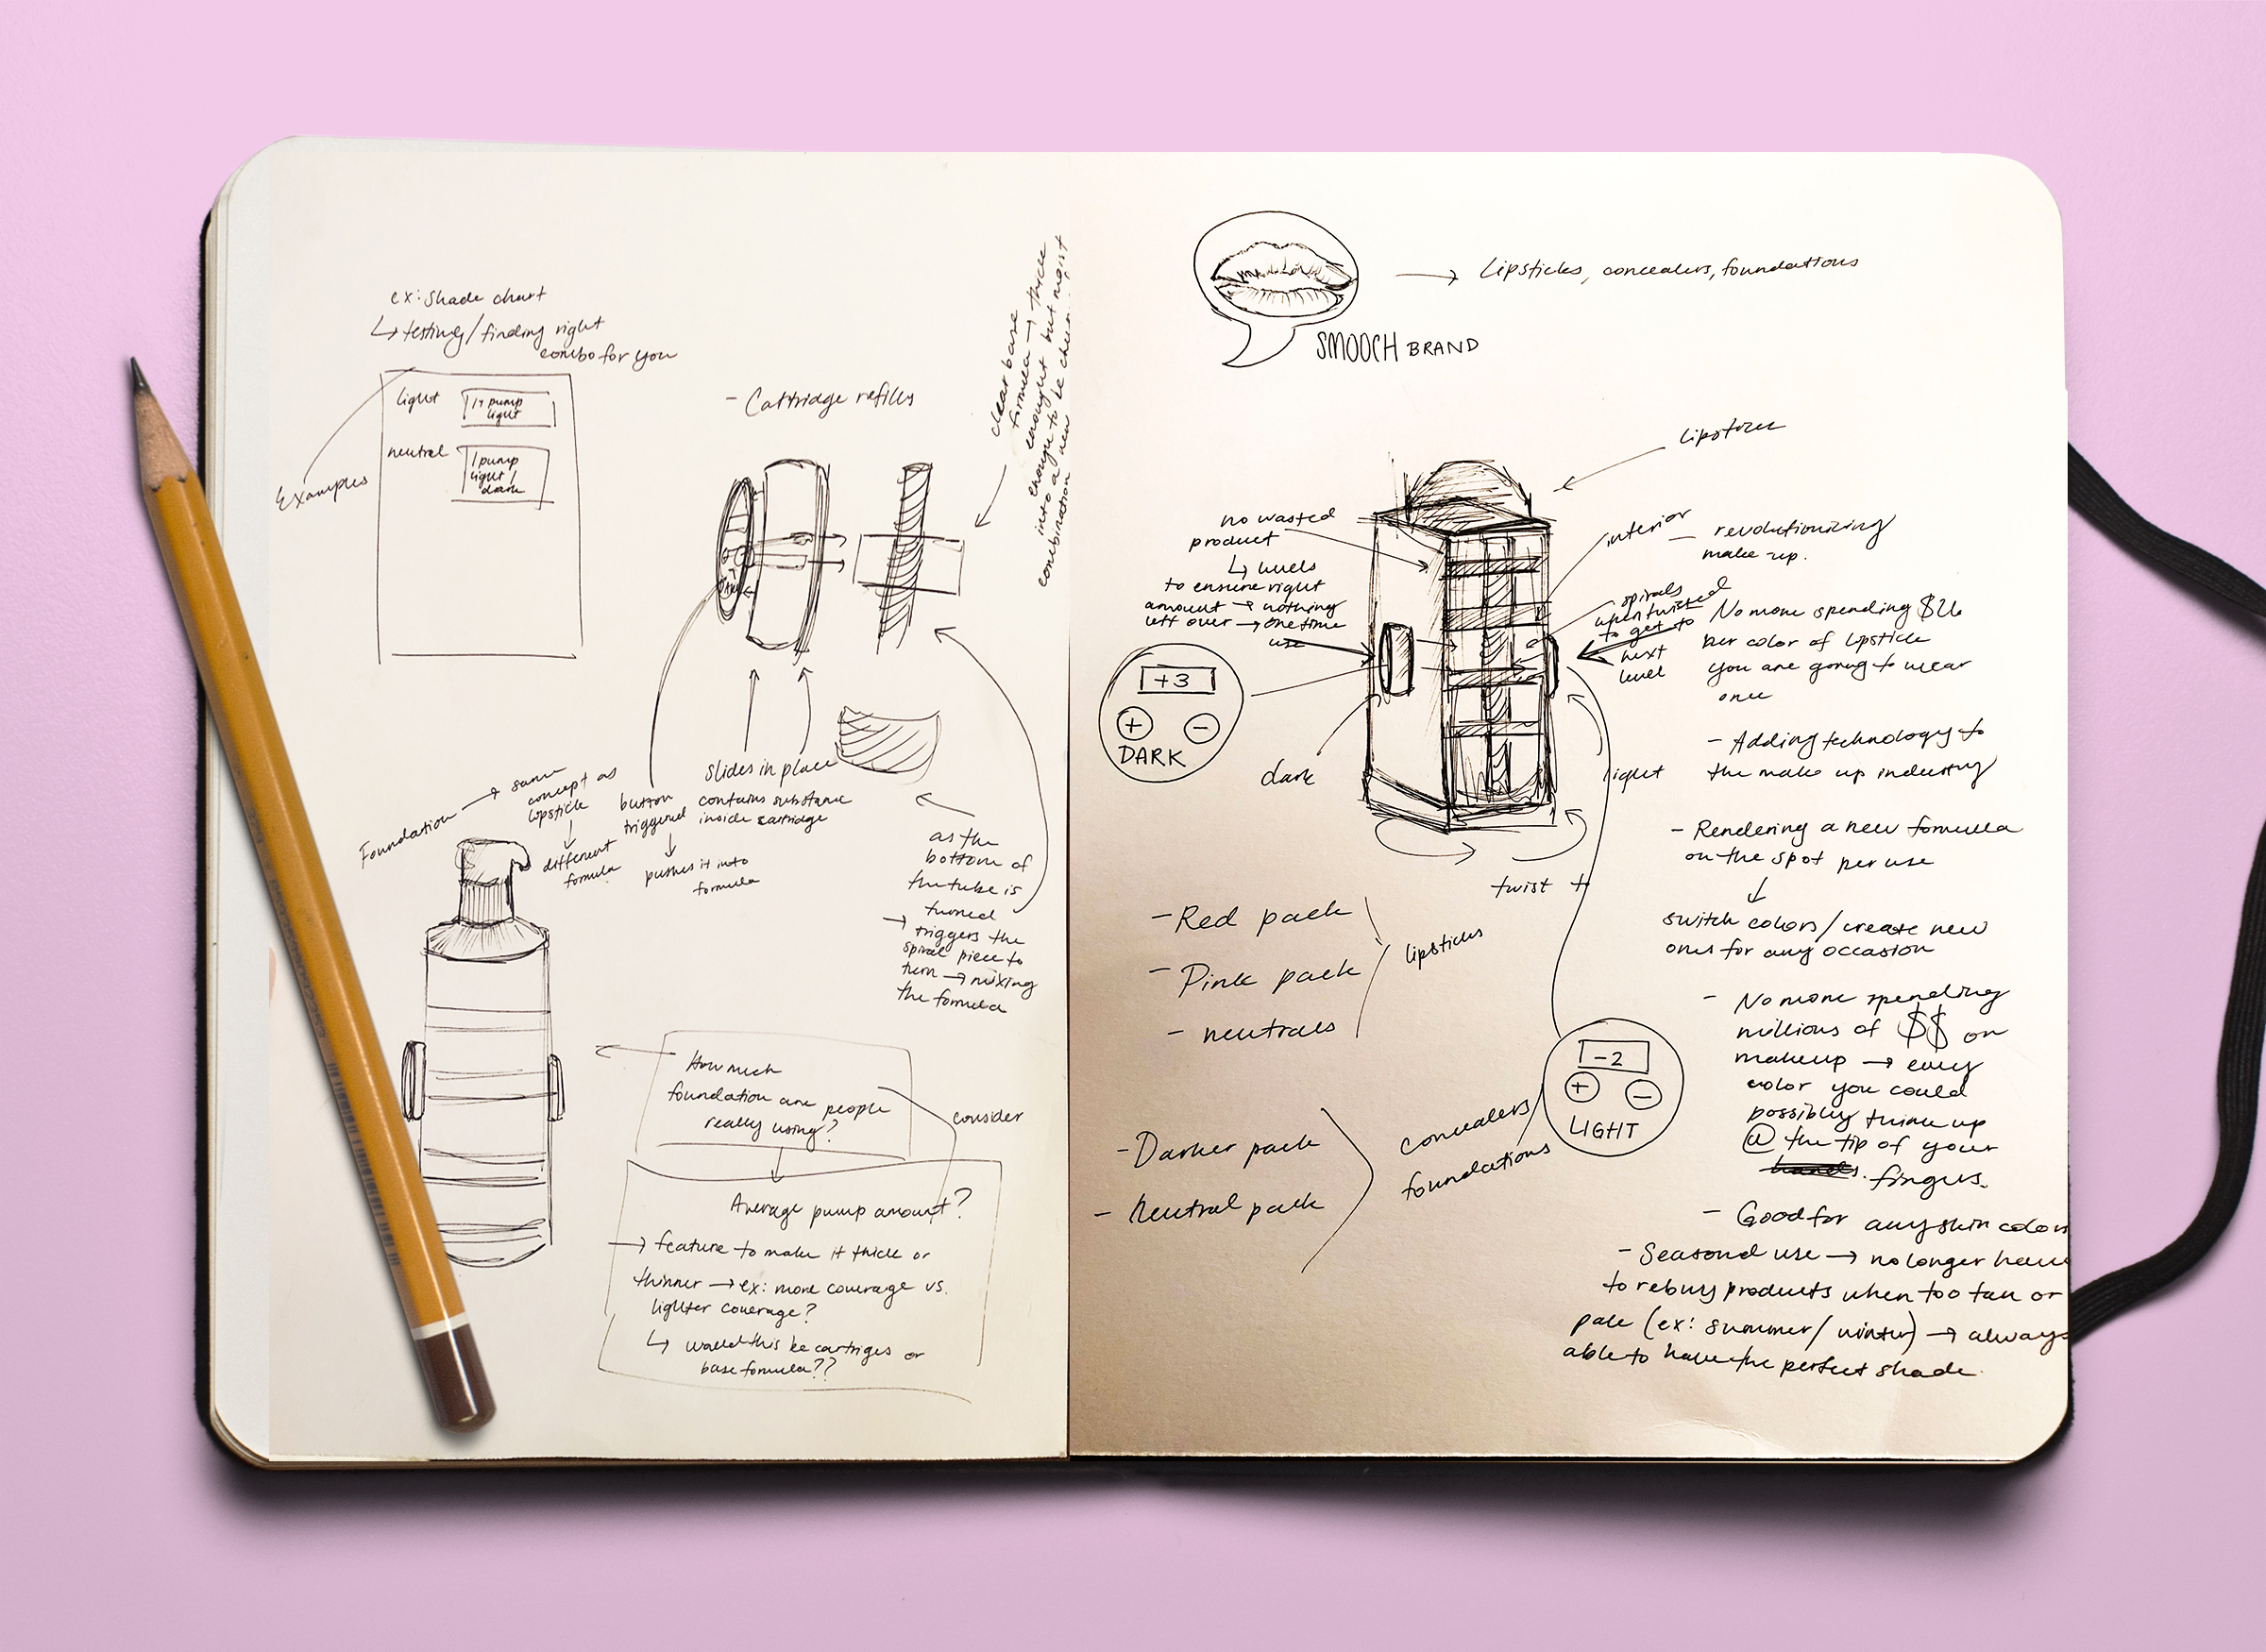 ex: Shade chart
↳ testing/finding right
combo for you
Examples
light
1+ pump
light
neutral
1 pump
light/
dark
- Cartridge refills
clear base
formula → thick
enought but might
enough to be
into a new
combination
button
triggered
↓
pushes it into
formula
slides in place
contains substance
inside cartridge
as the
bottom of
the tube is
turned
→ triggers the
spiral piece to
turn → mixing
the formula
Foundation → same
concept as
lipstick
↓
different
formula
How much
foundation are people
really using?
consider
Average pump amount?
→ feature to make it thick or
thinner → ex: more coverage vs.
lighter coverage?
↳ would this be cartriges or
base formula??
→ Lipsticks, concealers, foundations
SMOOCH BRAND
lipstick
no wasted
product
↳ levels
to ensure right
amount → nothing
left over → one time
use
interior — revolutionizing
make-up.
spirals
when twisted
to get to
next
level
+3
+ −
DARK
dark
light
twist to
No more spending $26
per color of lipstick
you are going to wear
once
- Adding technology to
the make up industry
- Rendering a new formula
on the spot per use
↓
switch colors/create new
ones for any occasion
- No more spending
millions of $$ on
makeup → every
color you could
possibly think up
@ the tip of your
hands. fingers.
- Good for any skin colors
- Seasonal use → no longer have
to rebuy products when too tan or
pale (ex: summer/winter) → always
able to have the perfect shade
- Red pack
- Pink pack
- neutrals
lipsticks
-2
+ −
LIGHT
- Darker pack
- Neutral pack
concealers/
foundations